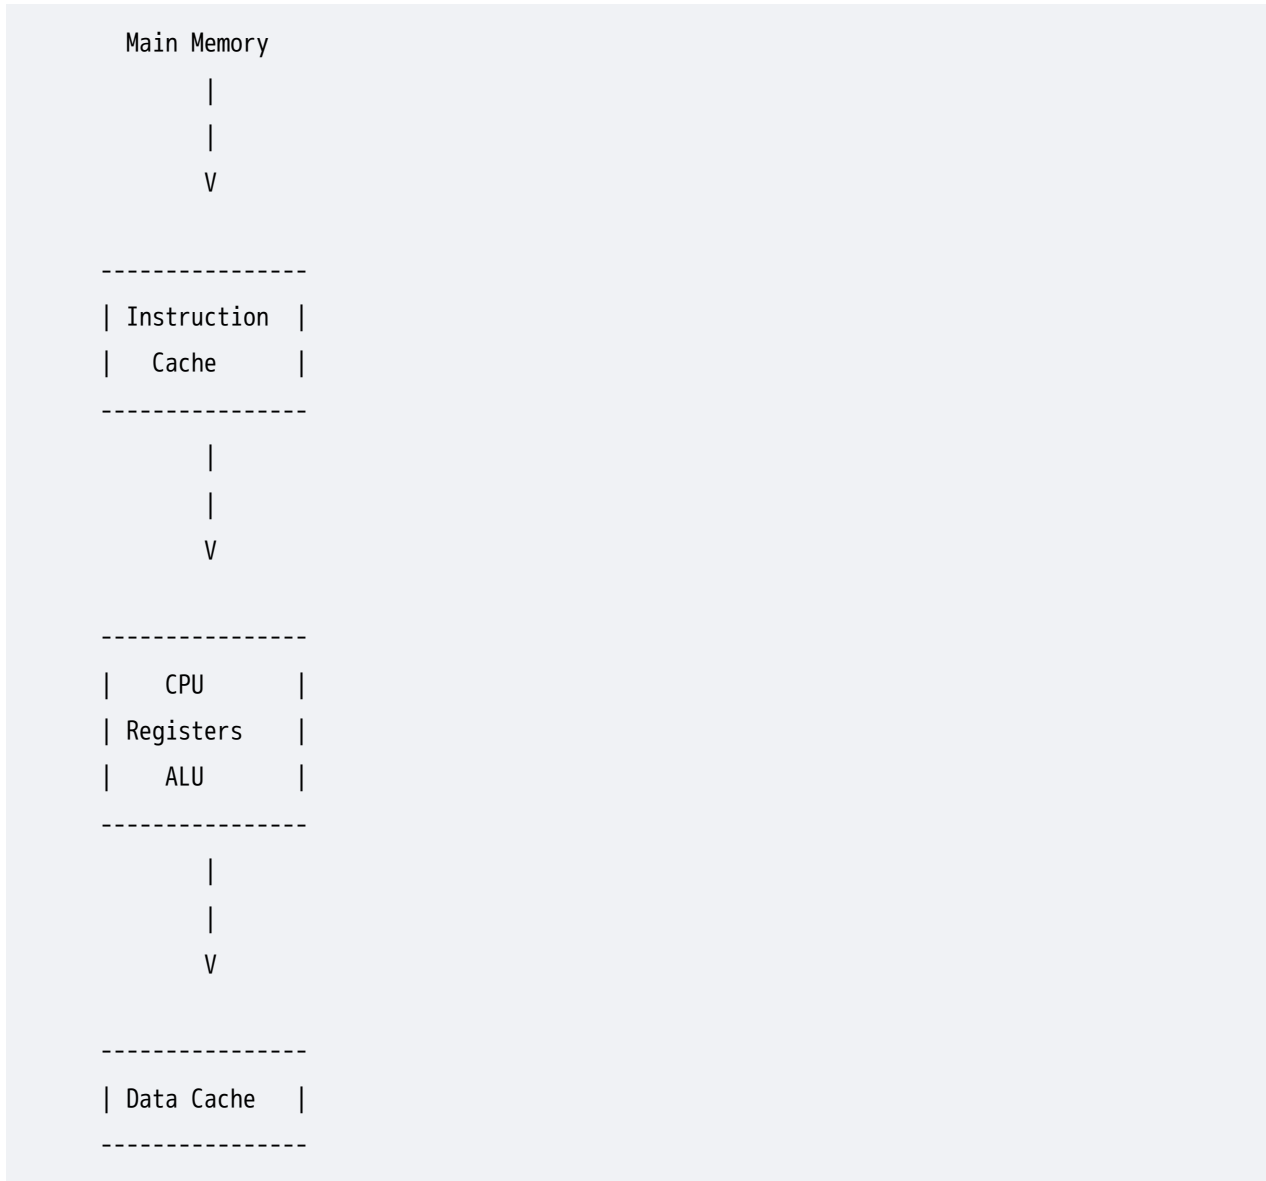 Main Memory
|
|
V
----------------
| Instruction  |
|   Cache      |
----------------
|
|
V
----------------
|    CPU       |
| Registers    |
|    ALU       |
----------------
|
|
V
----------------
| Data Cache   |
----------------